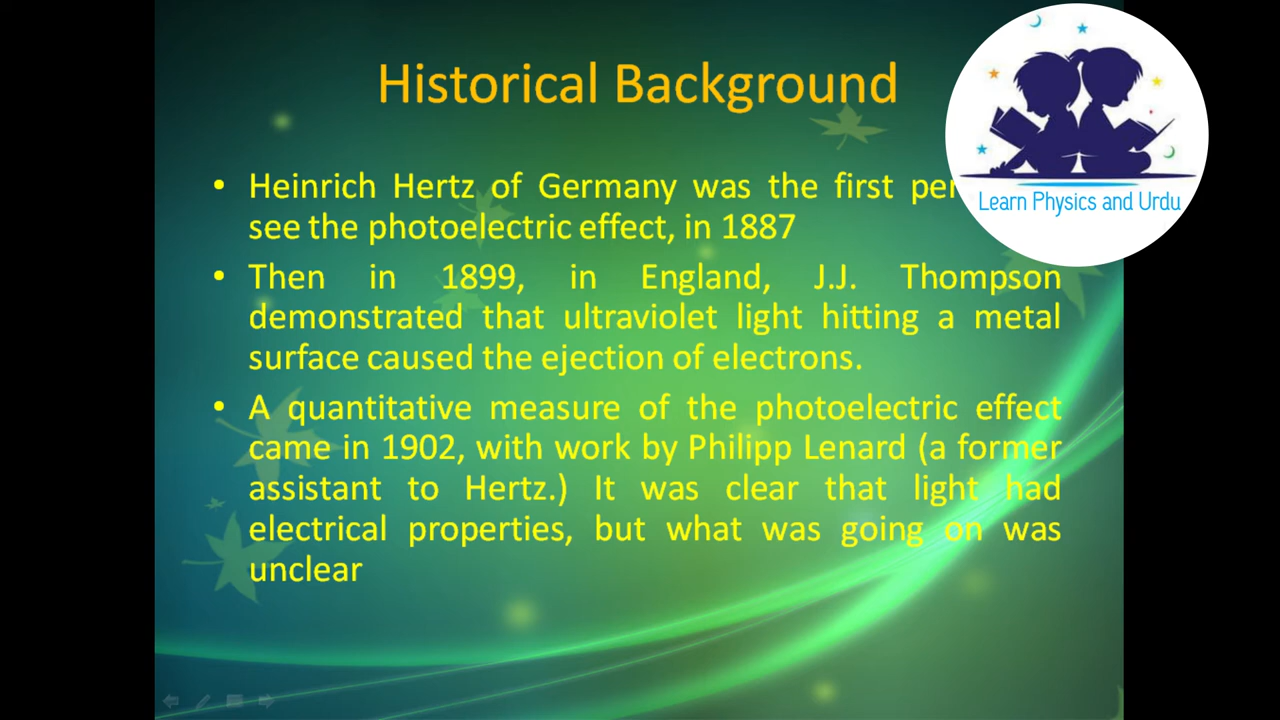 Historical Background
• Heinrich Hertz of Germany was the first
see the photoelectric effect, in 1887
• Then in 1899, in England, J.J. Thompson
demonstrated that ultraviolet light hitting a metal
surface caused the ejection of electrons.
• A quantitative measure of the photoelectric effect
came in 1902, with work by Philipp Lenard (a former
assistant to Hertz.) It was clear that light had
electrical properties, but what was going on was
unclear
Learn Physics and Urdu